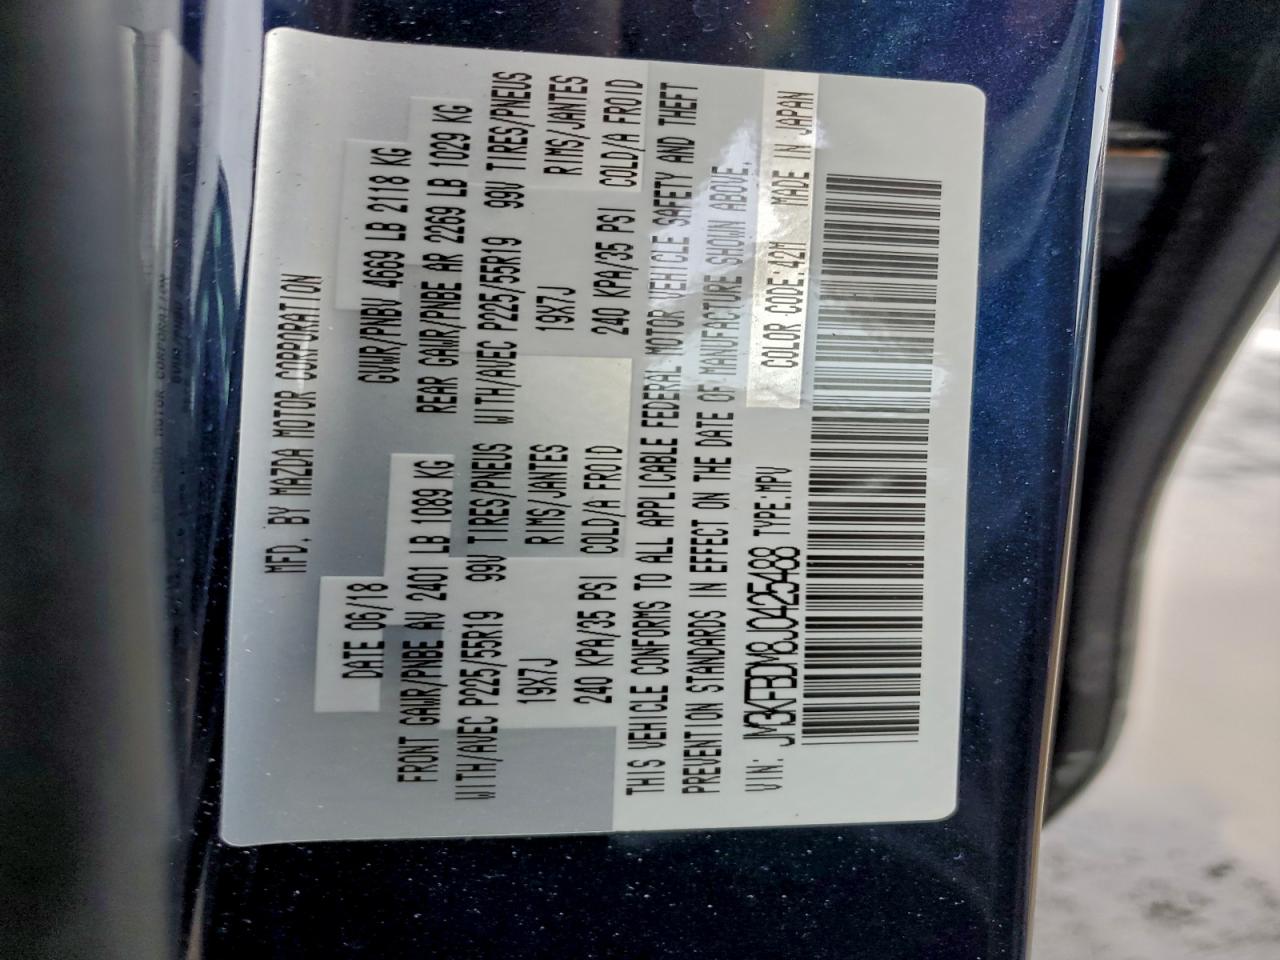 MFD. BY MAZDA MOTOR CORPORATION
DATE 06/18 GVWR/PNBV 4669 LB 2118 KG
FRONT GAWR/PNBE AV 2401 LB 1089 KG REAR GAWR/PNBE AR 2269 LB 1029 KG
WITH/AVEC P225/55R19 99V TIRES/PNEUS WITH/AVEC P225/55R19 99V TIRES/PNEUS
19X7J RIMS/JANTES 19X7J RIMS/JANTES
240 KPA/35 PSI COLD/A FROID 240 KPA/35 PSI COLD/A FROID
THIS VEHICLE CONFORMS TO ALL APPLICABLE FEDERAL MOTOR VEHICLE SAFETY AND THEFT
PREVENTION STANDARDS IN EFFECT ON THE DATE OF MANUFACTURE SHOWN ABOVE.
VIN: JM3KFBDM8J0425488 TYPE:MPV COLOR CODE:42M MADE IN JAPAN